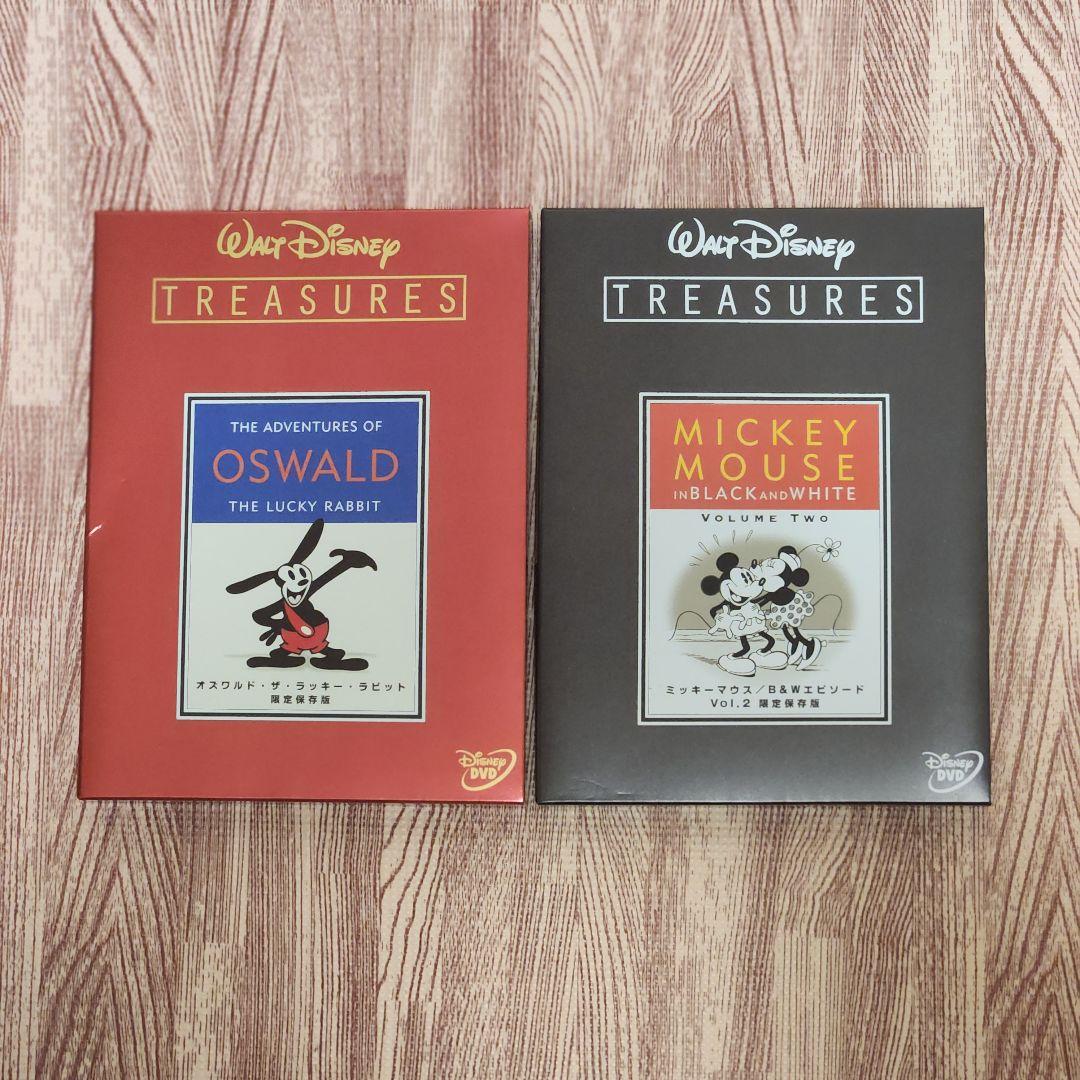 WALT DISNEY
TREASURES
THE ADVENTURES OF
OSWALD
THE LUCKY RABBIT
オズワルド・ザ・ラッキー・ラビット
限定保存版
DISNEY
DVD
WALT DISNEY
TREASURES
MICKEY
MOUSE
IN BLACK AND WHITE
VOLUME TWO
ミッキーマウス／B&Wエピソード
Vol.2 限定保存版
DISNEY
DVD